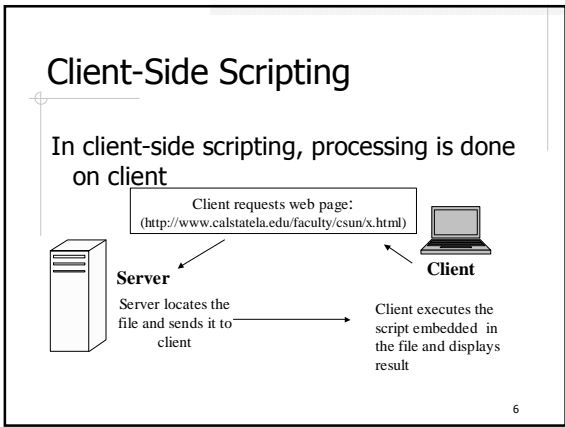 Client-Side Scripting
In client-side scripting, processing is done
on client
Client requests web page:
(http://www.calstatela.edu/faculty/csun/x.html)
Server
Client
Server locates the
file and sends it to
client
Client executes the
script embedded in
the file and displays
result
6